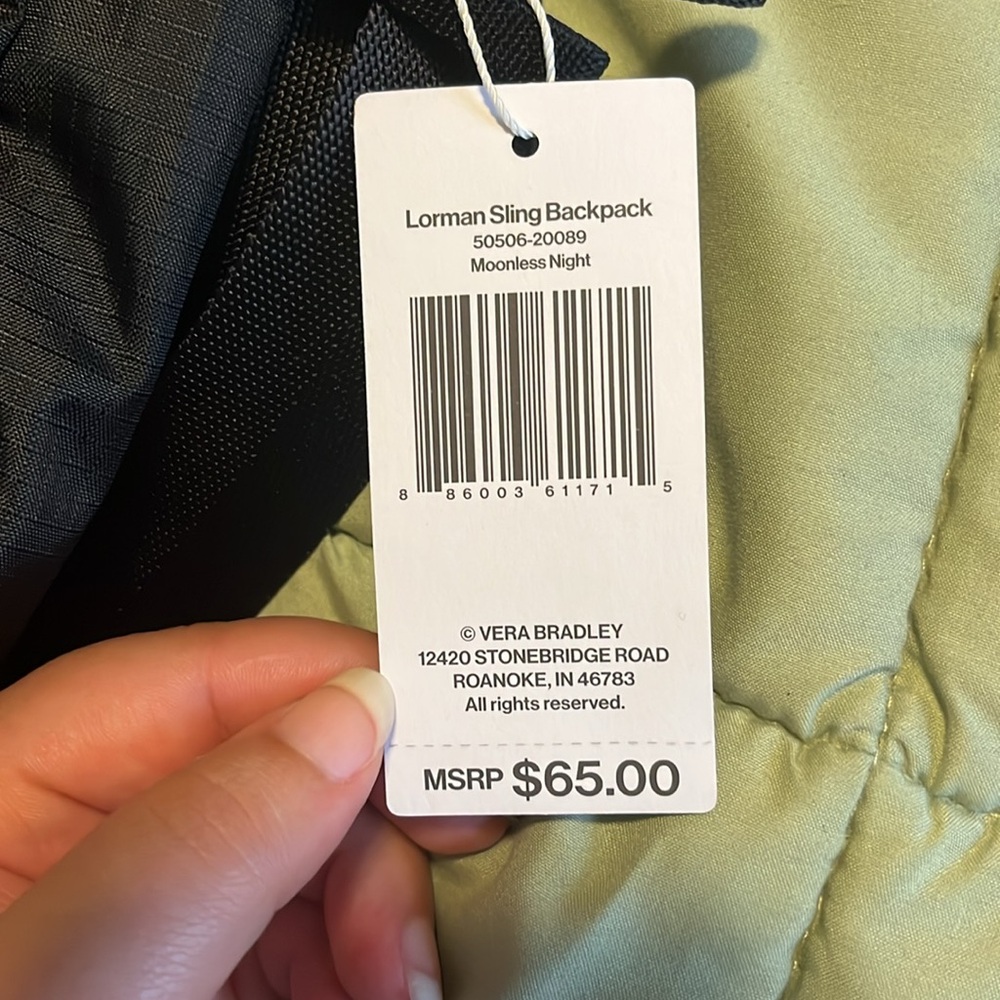 Lorman Sling Backpack
50506-20089
Moonless Night
8 86003 61171 5
© VERA BRADLEY
12420 STONEBRIDGE ROAD
ROANOKE, IN 46783
All rights reserved.
MSRP $65.00